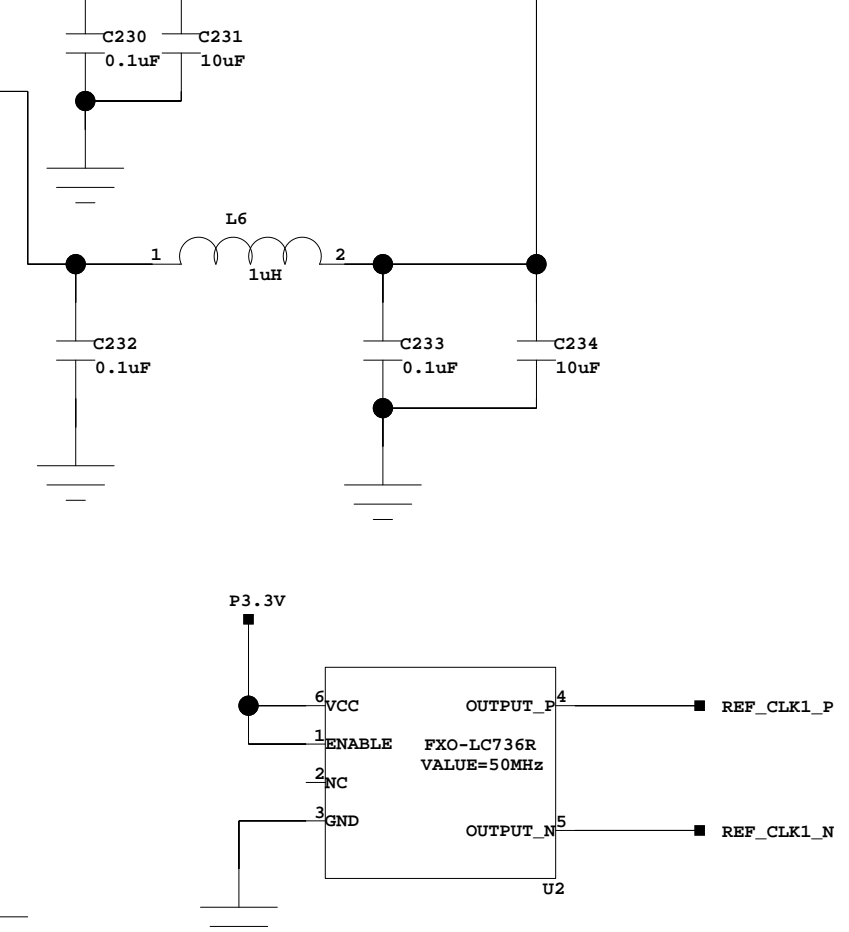 C230
0.1uF
C231
10uF
L6
1
2
1uH
C232
0.1uF
C233
0.1uF
C234
10uF
P3.3V
6
VCC
OUTPUT_P
4
REF_CLK1_P
1
ENABLE
FXO-LC736R
VALUE=50MHz
2
NC
3
GND
OUTPUT_N
5
REF_CLK1_N
U2